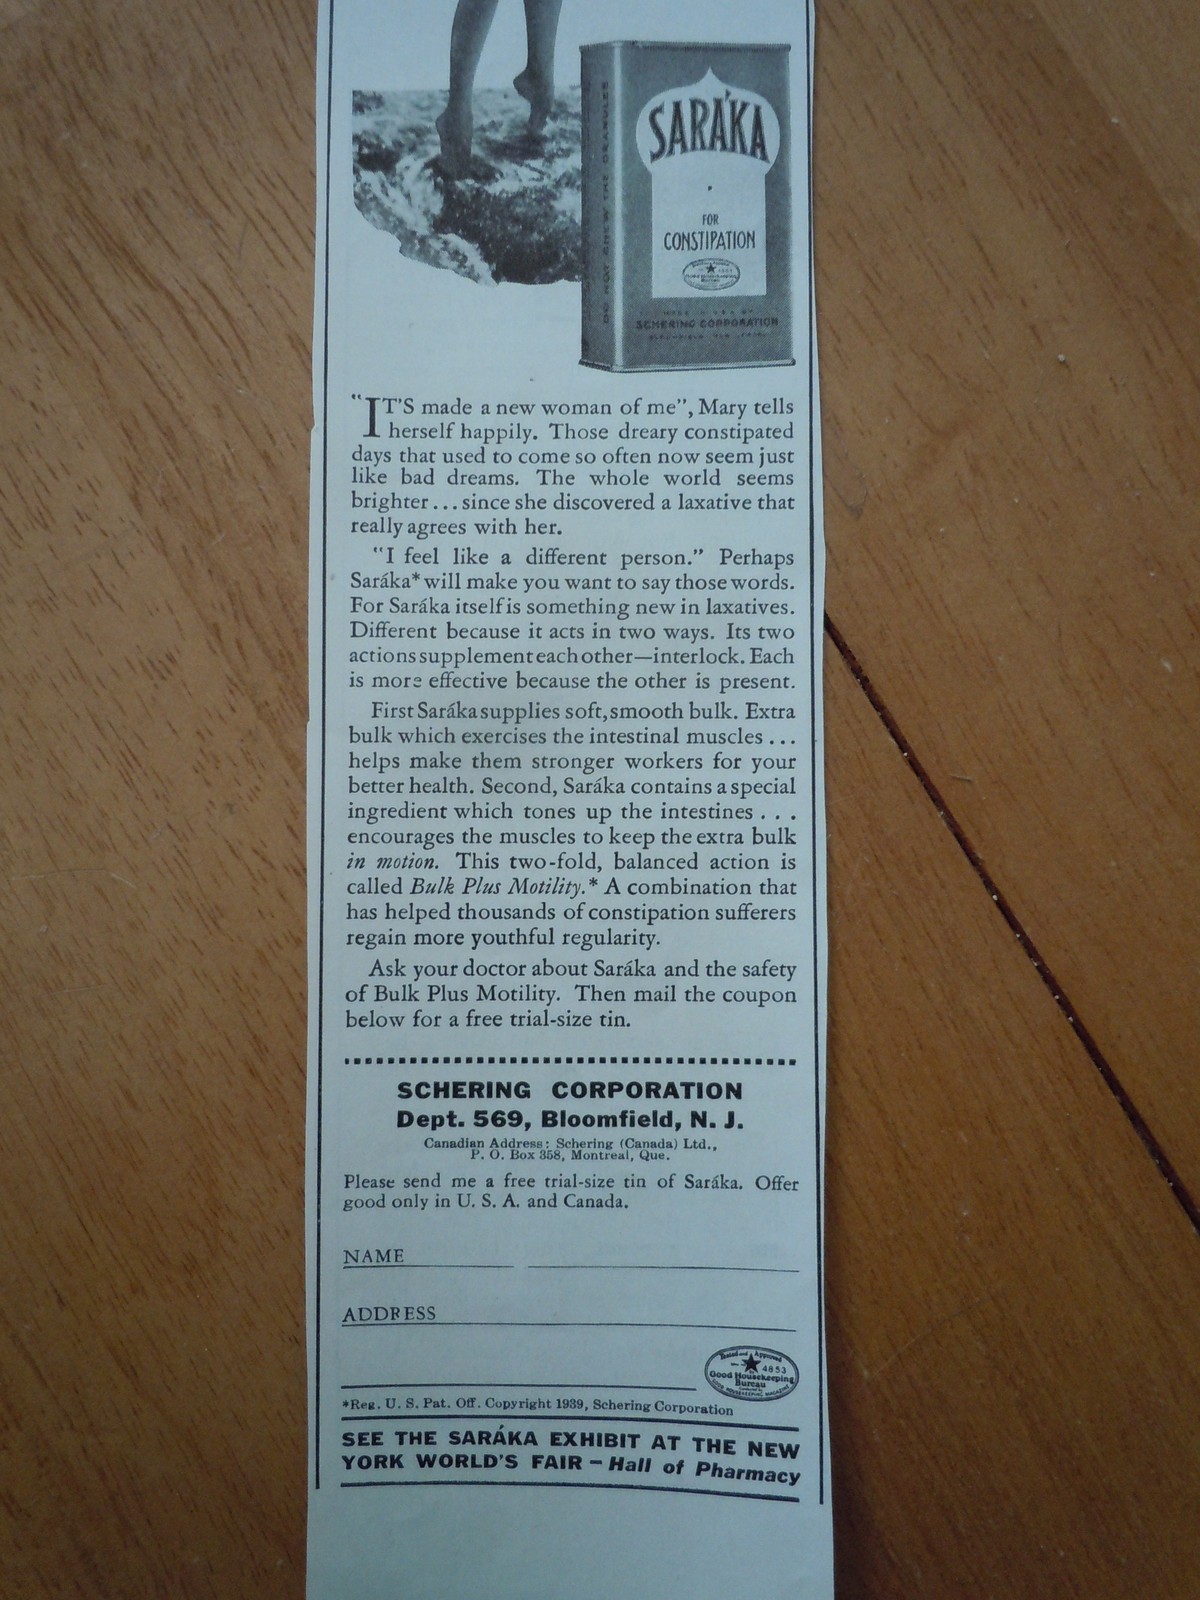 DO NOT CHEW THE GRANULES
SARÁKA
FOR
CONSTIPATION
SCHERING CORPORATION
"IT'S made a new woman of me", Mary tells
herself happily. Those dreary constipated
days that used to come so often now seem just
like bad dreams. The whole world seems
brighter...since she discovered a laxative that
really agrees with her.
"I feel like a different person." Perhaps
Saráka* will make you want to say those words.
For Saráka itself is something new in laxatives.
Different because it acts in two ways. Its two
actions supplement each other—interlock. Each
is more effective because the other is present.
First Saráka supplies soft, smooth bulk. Extra
bulk which exercises the intestinal muscles ...
helps make them stronger workers for your
better health. Second, Saráka contains a special
ingredient which tones up the intestines . . .
encourages the muscles to keep the extra bulk
in motion. This two-fold, balanced action is
called Bulk Plus Motility.* A combination that
has helped thousands of constipation sufferers
regain more youthful regularity.
Ask your doctor about Saráka and the safety
of Bulk Plus Motility. Then mail the coupon
below for a free trial-size tin.
SCHERING CORPORATION
Dept. 569, Bloomfield, N. J.
Canadian Address: Schering (Canada) Ltd.,
P. O. Box 358, Montreal, Que.
Please send me a free trial-size tin of Saráka. Offer
good only in U. S. A. and Canada.
NAME
ADDRESS
Tested and Approved
4853
Good Housekeeping
Bureau
*Reg. U. S. Pat. Off. Copyright 1939, Schering Corporation
SEE THE SARÁKA EXHIBIT AT THE NEW
YORK WORLD'S FAIR – Hall of Pharmacy